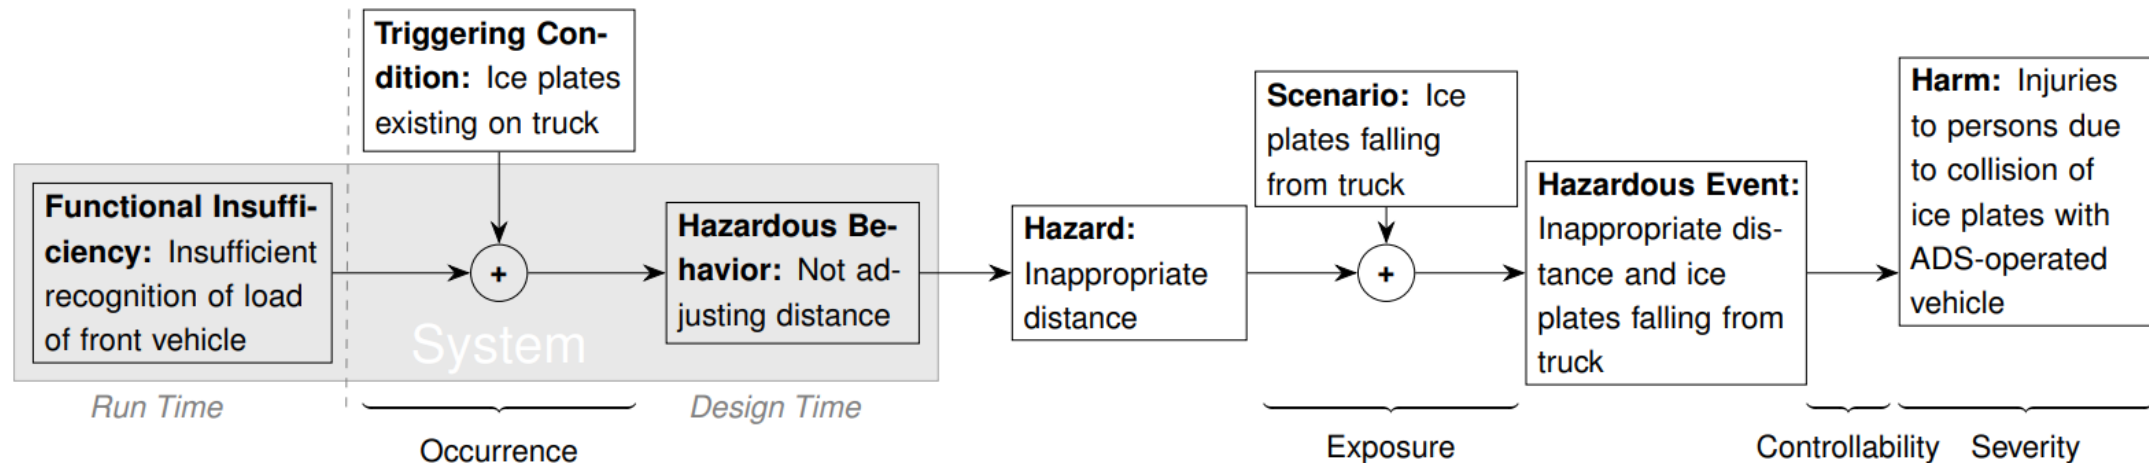 Triggering Con-
dition: Ice plates
existing on truck
Functional Insuffi-
ciency: Insufficient
recognition of load
of front vehicle
+
System
Hazardous Be-
havior: Not ad-
justing distance
Run Time
Design Time
Occurrence
Hazard:
Inappropriate
distance
Scenario: Ice
plates falling
from truck
+
Exposure
Hazardous Event:
Inappropriate dis-
tance and ice
plates falling from
truck
Controllability
Harm: Injuries
to persons due
to collision of
ice plates with
ADS-operated
vehicle
Severity